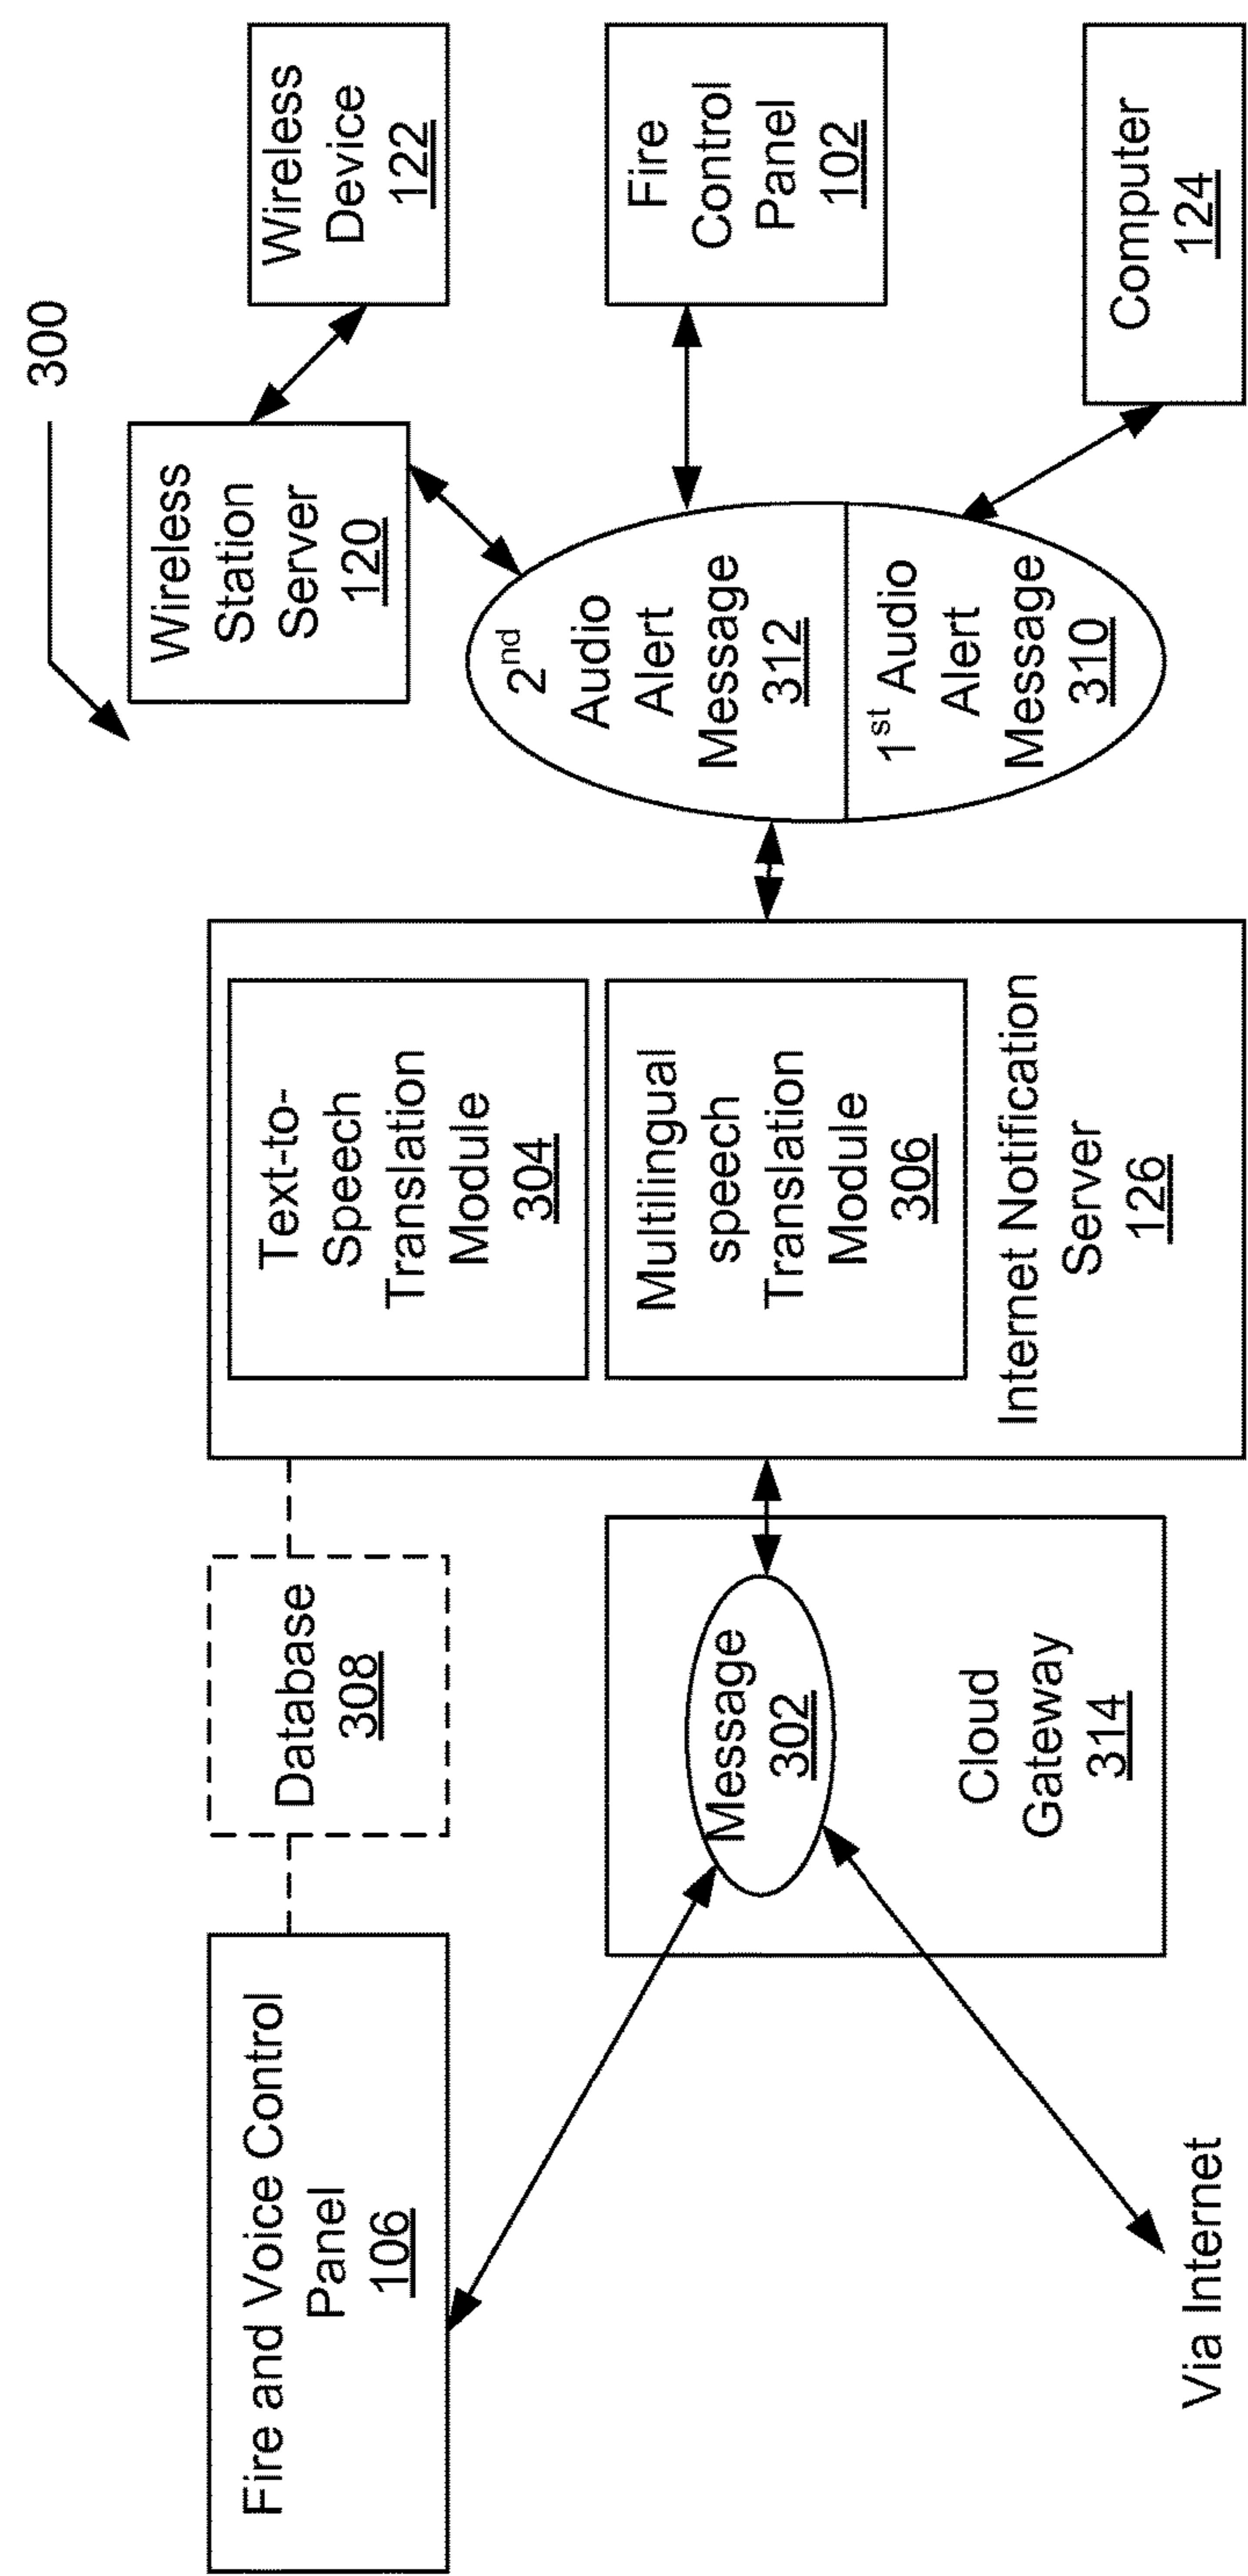 300
Fire and Voice Control
Panel
106
Database
308
Text-to-
Speech
Translation
Module
304
Multilingual
speech
Translation
Module
306
Internet Notification
Server
126
Message
302
Cloud
Gateway
314
Via Internet
Wireless
Station
Server
120
Wireless
Device
122
2nd
Audio
Alert
Message
312
1st Audio
Alert
Message
310
Fire
Control
Panel
102
Computer
124